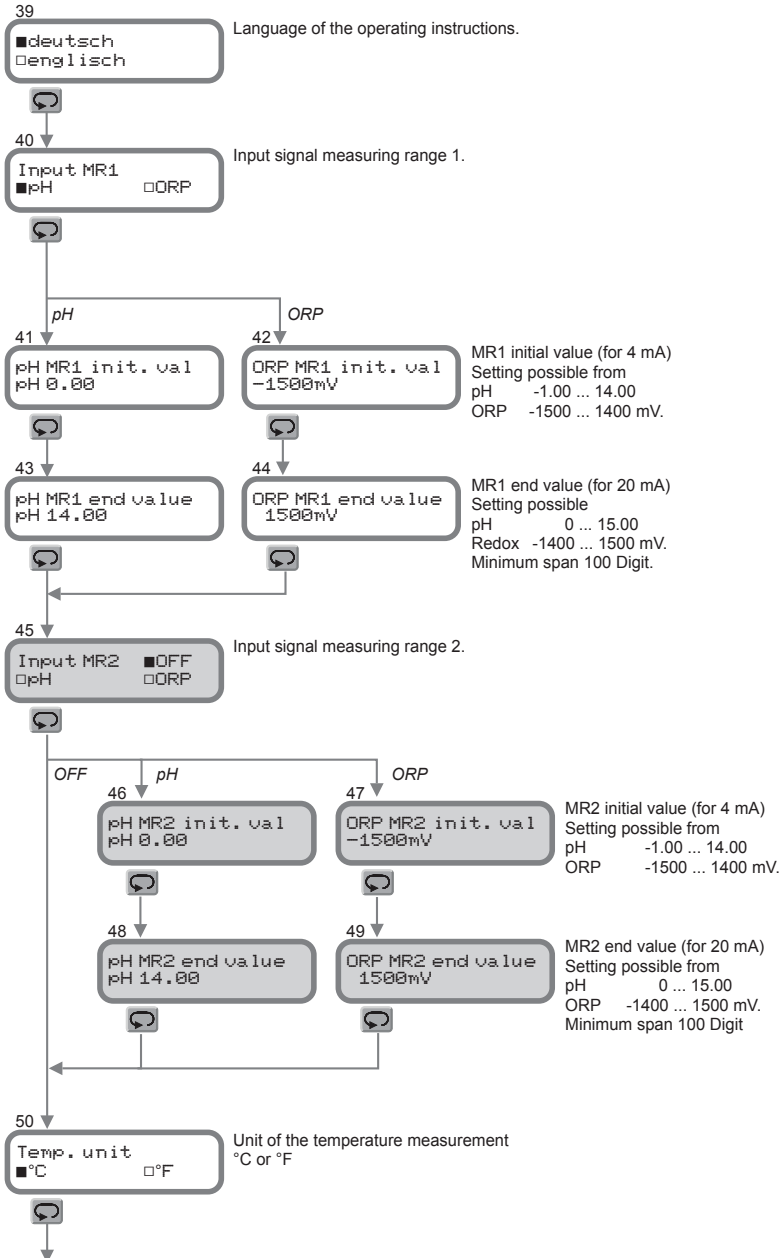 39
■deutsch
□englisch
Language of the operating instructions.
40
Input MR1
■pH □ORP
Input signal measuring range 1.
pH ORP
41
pH MR1 init. val
pH 0.00
42
ORP MR1 init. val
-1500mV
MR1 initial value (for 4 mA)
Setting possible from
pH -1.00 ... 14.00
ORP -1500 ... 1400 mV.
43
pH MR1 end value
pH 14.00
44
ORP MR1 end value
1500mV
MR1 end value (for 20 mA)
Setting possible
pH 0 ... 15.00
Redox -1400 ... 1500 mV.
Minimum span 100 Digit.
45
Input MR2 ■OFF
□pH □ORP
Input signal measuring range 2.
OFF pH ORP
46
pH MR2 init. val
pH 0.00
47
ORP MR2 init. val
-1500mV
MR2 initial value (for 4 mA)
Setting possible from
pH -1.00 ... 14.00
ORP -1500 ... 1400 mV.
48
pH MR2 end value
pH 14.00
49
ORP MR2 end value
1500mV
MR2 end value (for 20 mA)
Setting possible from
pH 0 ... 15.00
ORP -1400 ... 1500 mV.
Minimum span 100 Digit
50
Temp. unit
■°C □°F
Unit of the temperature measurement
°C or °F